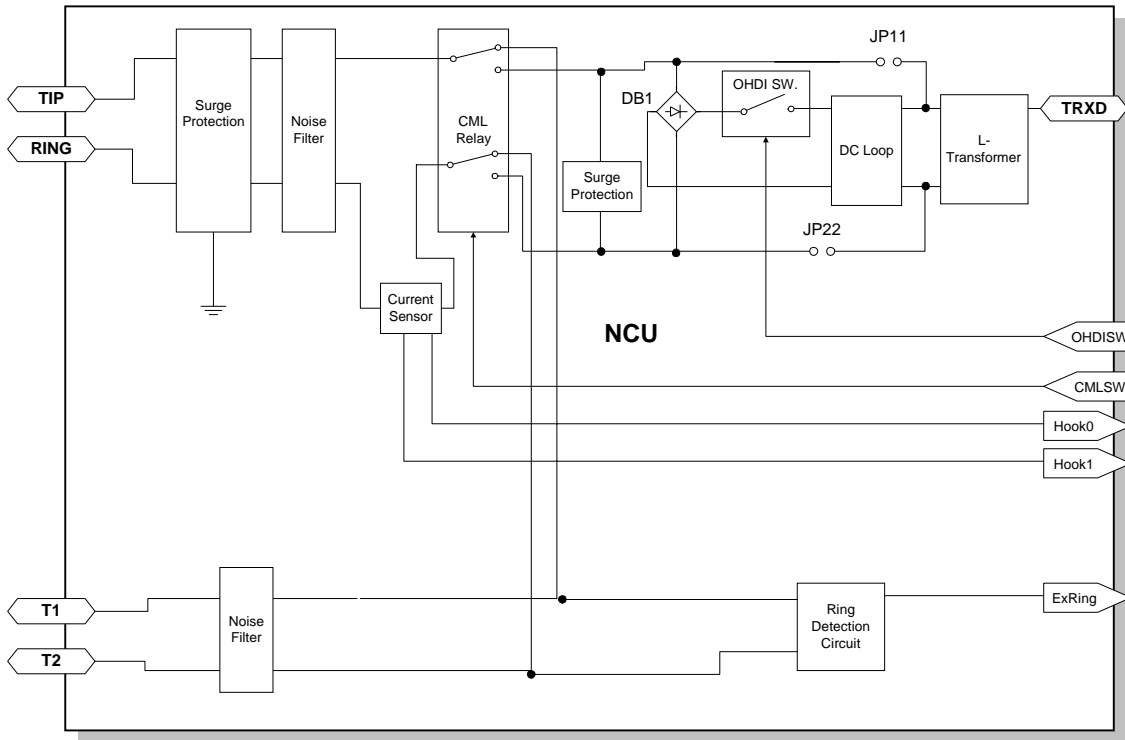 JP11
OHDI SW.
TIP
DB1
TRXD
Surge
Protection
Noise
Filter
CML
Relay
RING
DC Loop
L-
Transformer
Surge
Protection
JP22
Current
Sensor
NCU
OHDISW
CMLSW
Hook0
Hook1
T1
Noise
Filter
T2
Ring
Detection
Circuit
ExRing